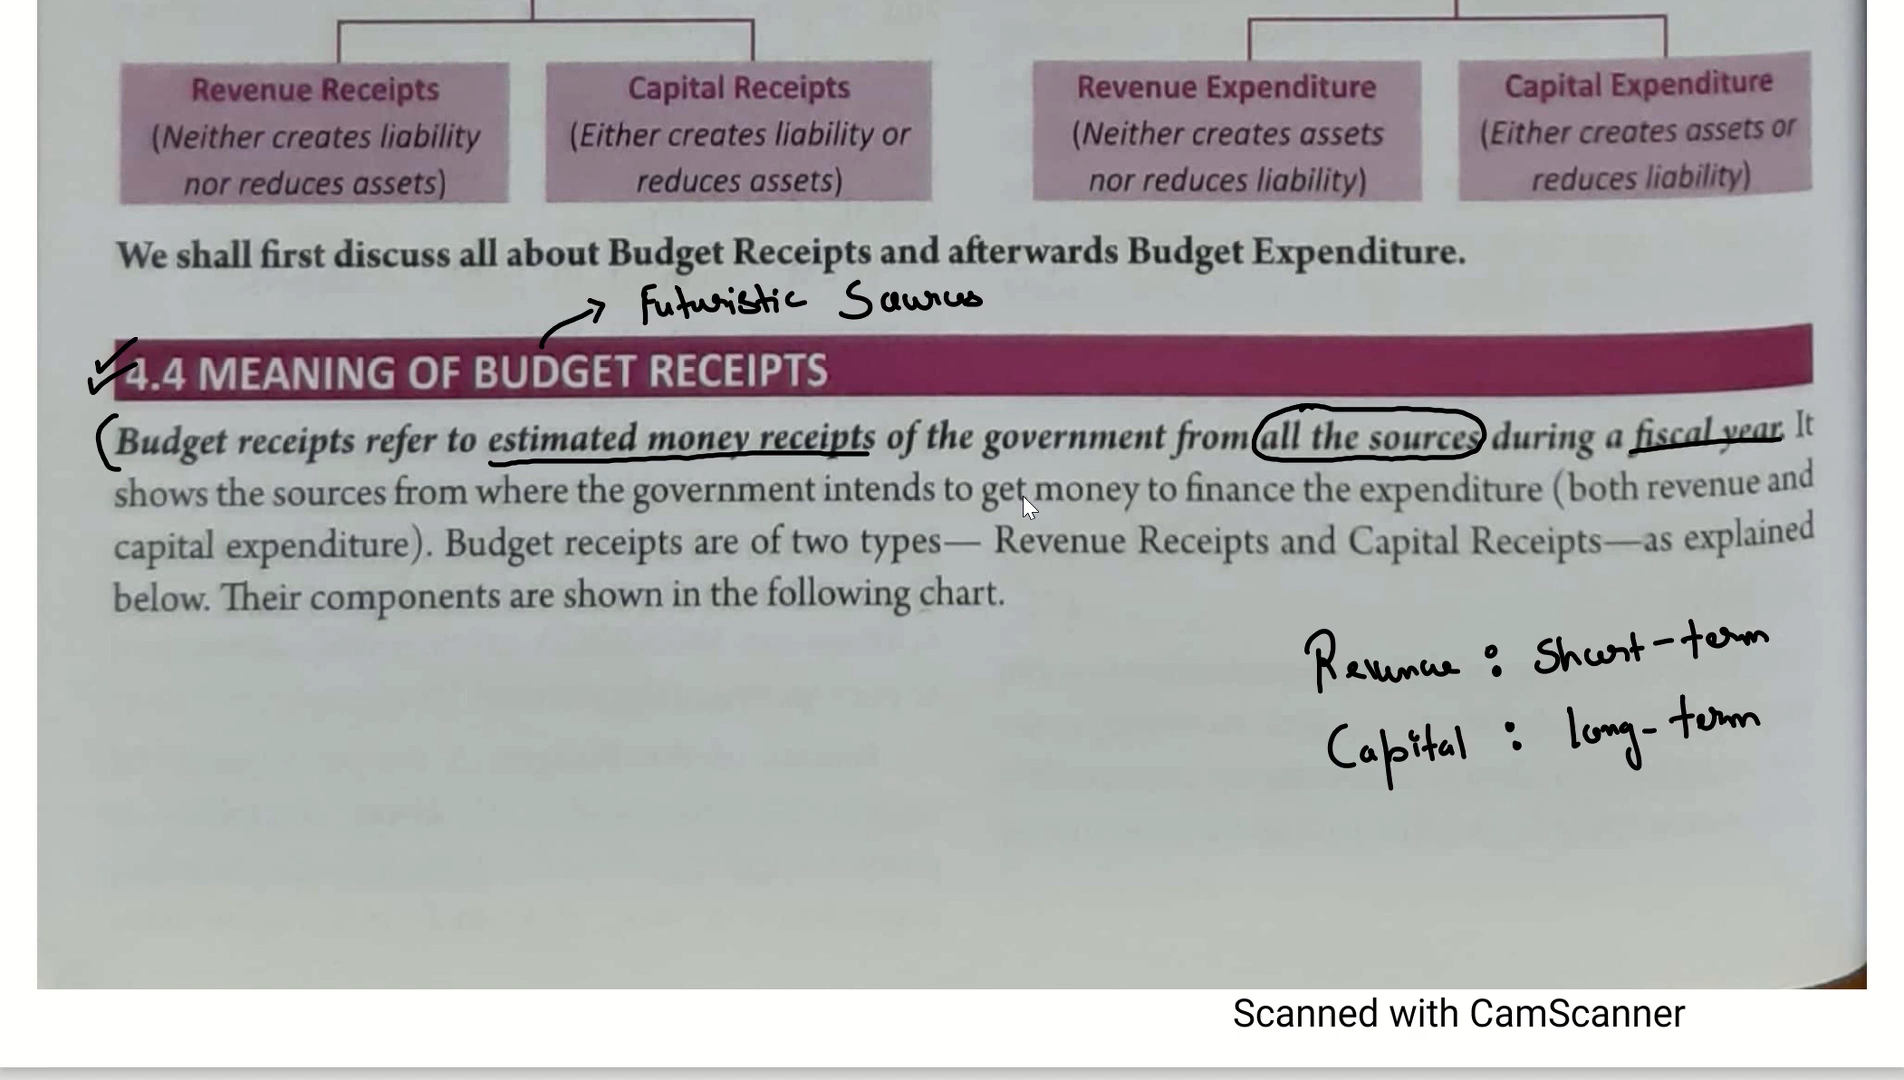 Revenue Receipts
(Neither creates liability
nor reduces assets)
Capital Receipts
(Either creates liability or
reduces assets)
Revenue Expenditure
(Neither creates assets
nor reduces liability)
Capital Expenditure
(Either creates assets or
reduces liability)
We shall first discuss all about Budget Receipts and afterwards Budget Expenditure.
Futuristic Sources
4.4 MEANING OF BUDGET RECEIPTS
Budget receipts refer to estimated money receipts of the government from all the sources during a fiscal year. It
shows the sources from where the government intends to get money to finance the expenditure (both revenue and
capital expenditure). Budget receipts are of two types— Revenue Receipts and Capital Receipts—as explained
below. Their components are shown in the following chart.
Revenue : Short-term
Capital : long-term
Scanned with CamScanner